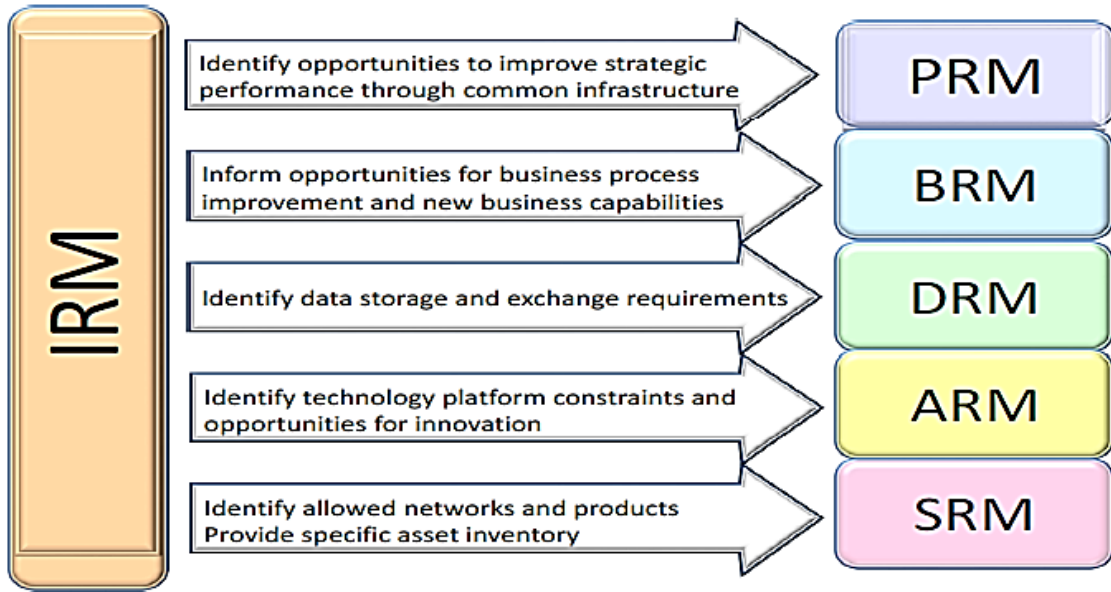 IRM
Identify opportunities to improve strategic
performance through common infrastructure
PRM
Inform opportunities for business process
improvement and new business capabilities
BRM
Identify data storage and exchange requirements
DRM
Identify technology platform constraints and
opportunities for innovation
ARM
Identify allowed networks and products
Provide specific asset inventory
SRM